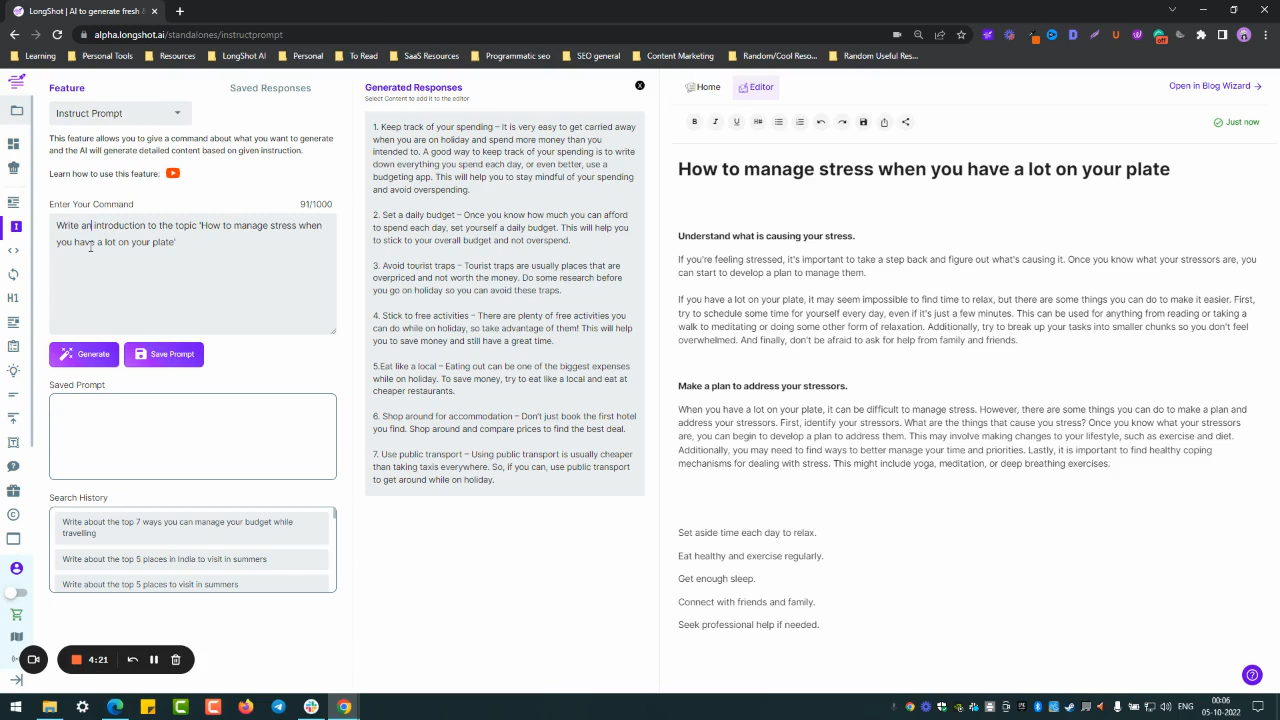 LongShot | AI to generate fresh &
alpha.longshot.ai/standalones/instructprompt
Learning
Personal
Resources
LongShot AI
Personal
To Read
SaaS Resources
Programmatic seo
SEO general
Content Marketing
Random/Cool Reso...
Random Useful Res...
off
Feature
Saved Responses
Instruct Prompt
This feature allows you to give a command about what you want to generate
and the AI will generate detailed content based on given instruction.
Learn how to use this feature:
Enter Your Command
91/1000
Write an introduction to the topic 'How to manage stress when
you have a lot on your plate'
Generate
Save Prompt
Saved Prompt
Search History
Write about the top 7 ways you can manage your budget while
travelling
Write about the top 5 places in India to visit in summers
Write about the top 5 places to visit in summers
H1
4:21
Generated Responses
X
Select Content to add it to the editor
1. Keep track of your spending – It is very easy to get carried away
when you are on holiday and spend more money than you
intended to. A good way to keep track of your spending is to write
down everything you spend each day, or even better, use a
budgeting app. This will help you to stay mindful of your spending
and avoid overspending.
2. Set a daily budget – Once you know how much you can afford
to spend each day, set yourself a daily budget. This will help you
to stick to your overall budget and not overspend.
3. Avoid tourist traps – Tourist traps are usually places that are
overpriced and not worth the money. Do some research before
you go on holiday so you can avoid these traps.
4. Stick to free activities – There are plenty of free activities you
can do while on holiday, so take advantage of them! This will help
you to save money and still have a great time.
5.Eat like a local – Eating out can be one of the biggest expenses
while on holiday. To save money, try to eat like a local and eat at
cheaper restaurants.
6. Shop around for accommodation – Don't just book the first hotel
you find. Shop around and compare prices to find the best deal.
7. Use public transport – Using public transport is usually cheaper
than taking taxis everywhere. So, if you can, use public transport
to get around while on holiday.
Home
Editor
Open in Blog Wizard
B
I
U
H#
Just now
How to manage stress when you have a lot on your plate
Understand what is causing your stress.
If you're feeling stressed, it's important to take a step back and figure out what's causing it. Once you know what your stressors are, you
can start to develop a plan to manage them.
If you have a lot on your plate, it may seem impossible to find time to relax, but there are some things you can do to make it easier. First,
try to schedule some time for yourself every day, even if it's just a few minutes. This can be used for anything from reading or taking a
walk to meditating or doing some other form of relaxation. Additionally, try to break up your tasks into smaller chunks so you don't feel
overwhelmed. And finally, don't be afraid to ask for help from family and friends.
Make a plan to address your stressors.
When you have a lot on your plate, it can be difficult to manage stress. However, there are some things you can do to make a plan and
address your stressors. First, identify your stressors. What are the things that cause you stress? Once you know what your stressors
are, you can begin to develop a plan to address them. This may involve making changes to your lifestyle, such as exercise and diet.
Additionally, you may need to find ways to better manage your time and priorities. Lastly, it is important to find healthy coping
mechanisms for dealing with stress. This might include yoga, meditation, or deep breathing exercises.
Set aside time each day to relax.
Eat healthy and exercise regularly.
Get enough sleep.
Connect with friends and family.
Seek professional help if needed.
ENG
00:06
05-10-2022